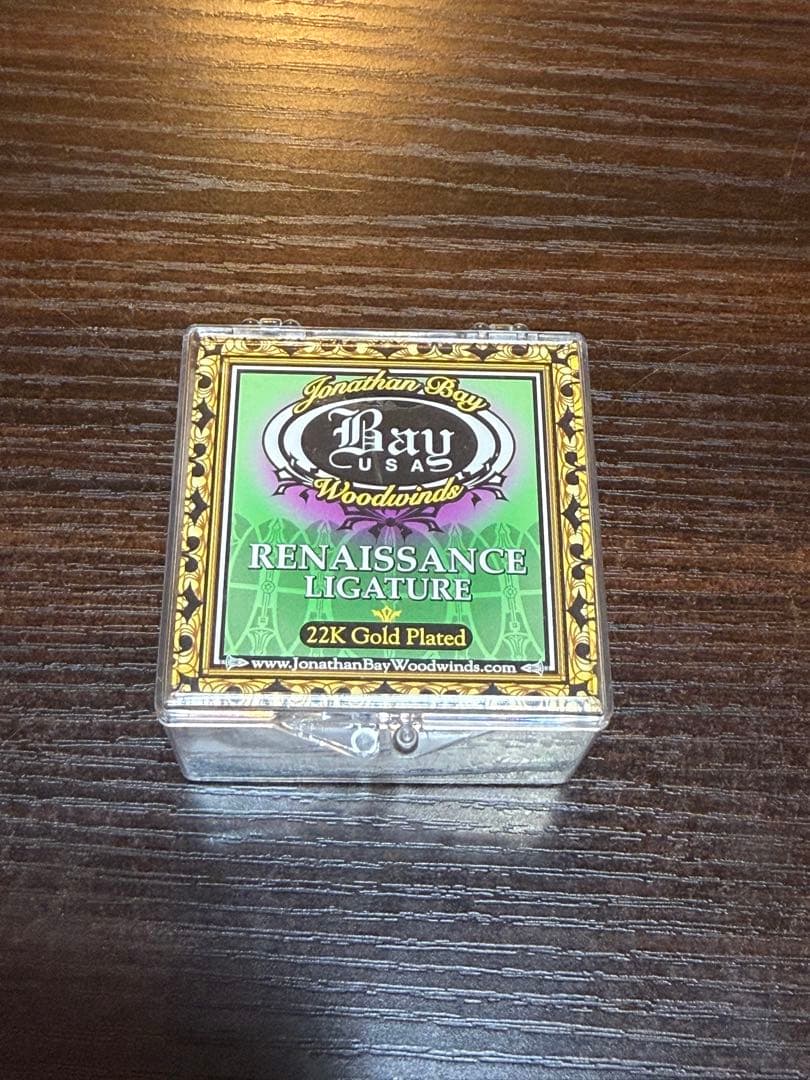 Jonathan Bay
Bay
USA
Woodwinds
RENAISSANCE
LIGATURE
22K Gold Plated
www.JonathanBayWoodwinds.com